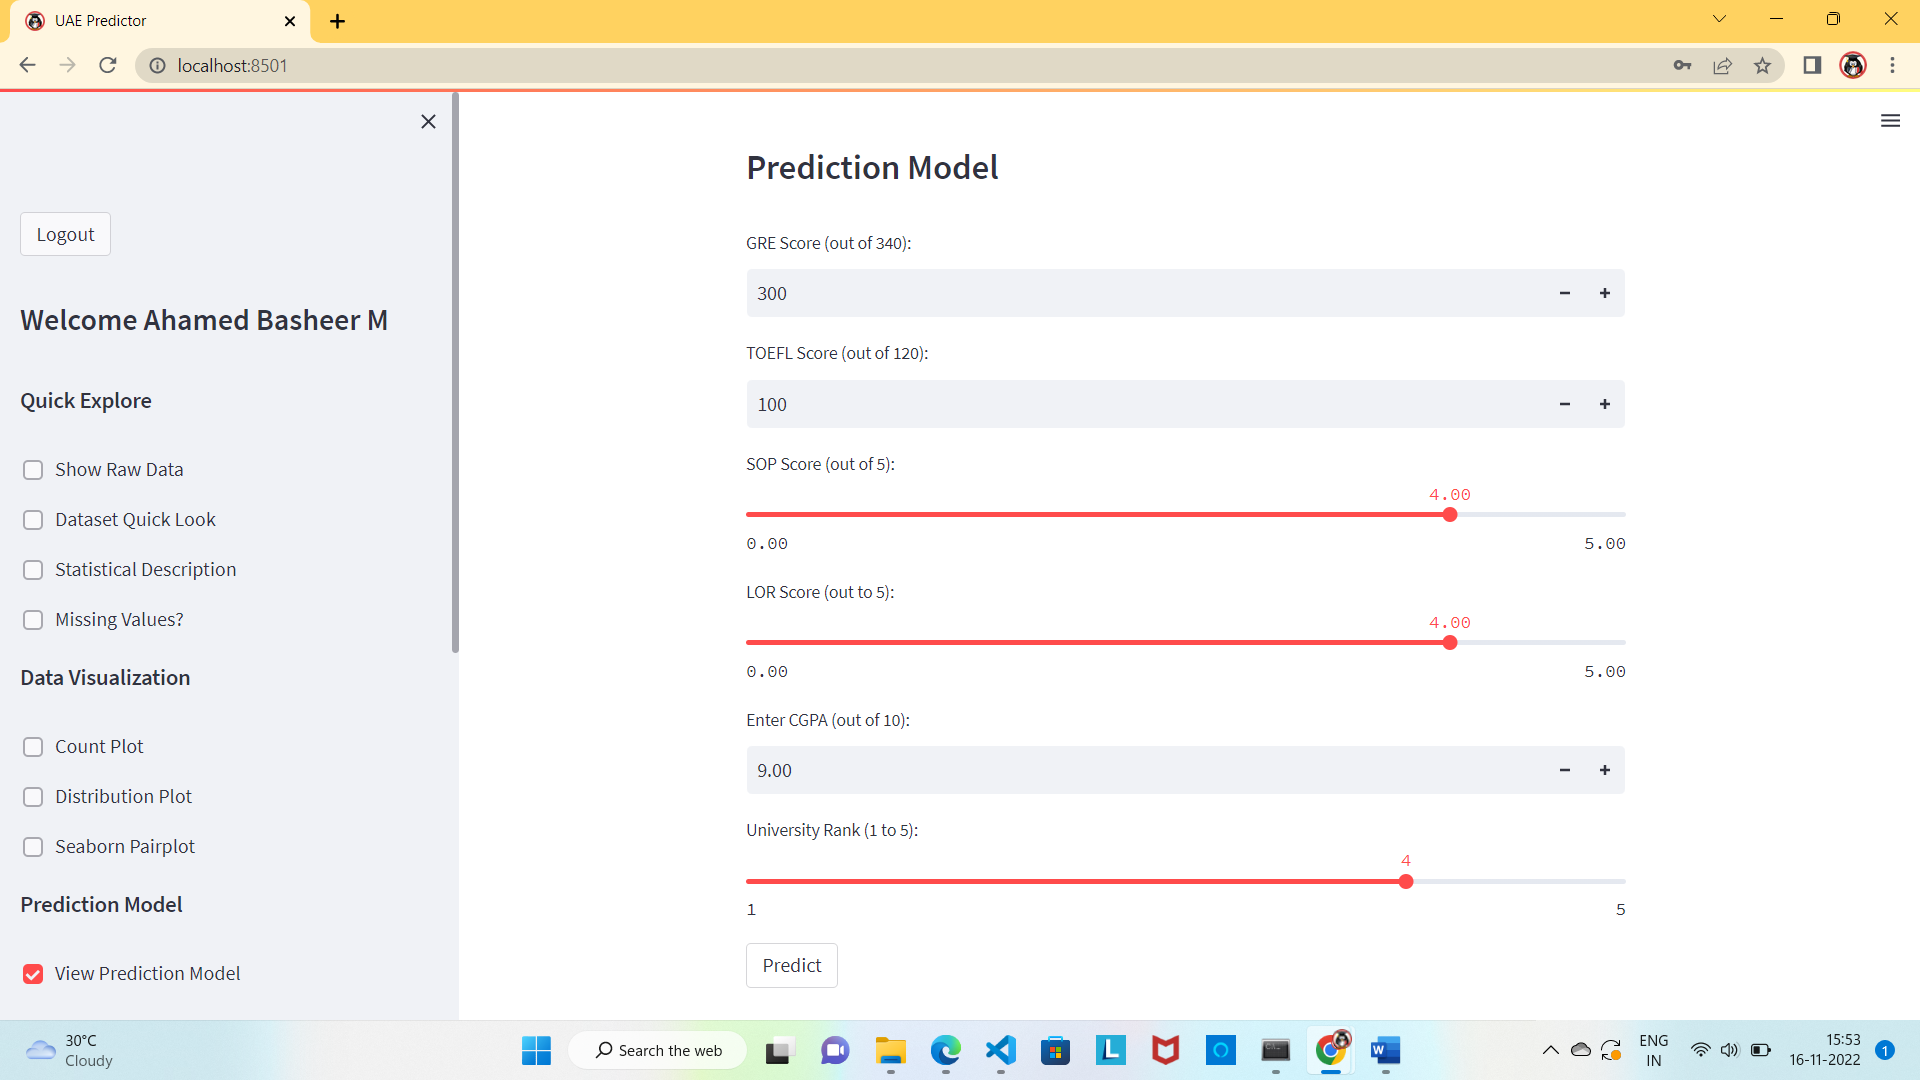 UAE Predictor
localhost:8501
Logout
Welcome Ahamed Basheer M
Quick Explore
Show Raw Data
Dataset Quick Look
Statistical Description
Missing Values?
Data Visualization
Count Plot
Distribution Plot
Seaborn Pairplot
Prediction Model
View Prediction Model
Prediction Model
GRE Score (out of 340):
300
TOEFL Score (out of 120):
100
SOP Score (out of 5):
4.00
0.00 5.00
LOR Score (out to 5):
4.00
0.00 5.00
Enter CGPA (out of 10):
9.00
University Rank (1 to 5):
4
1 5
Predict
30°C
Cloudy
Search the web
L
W
ENG
IN
15:53
16-11-2022
1